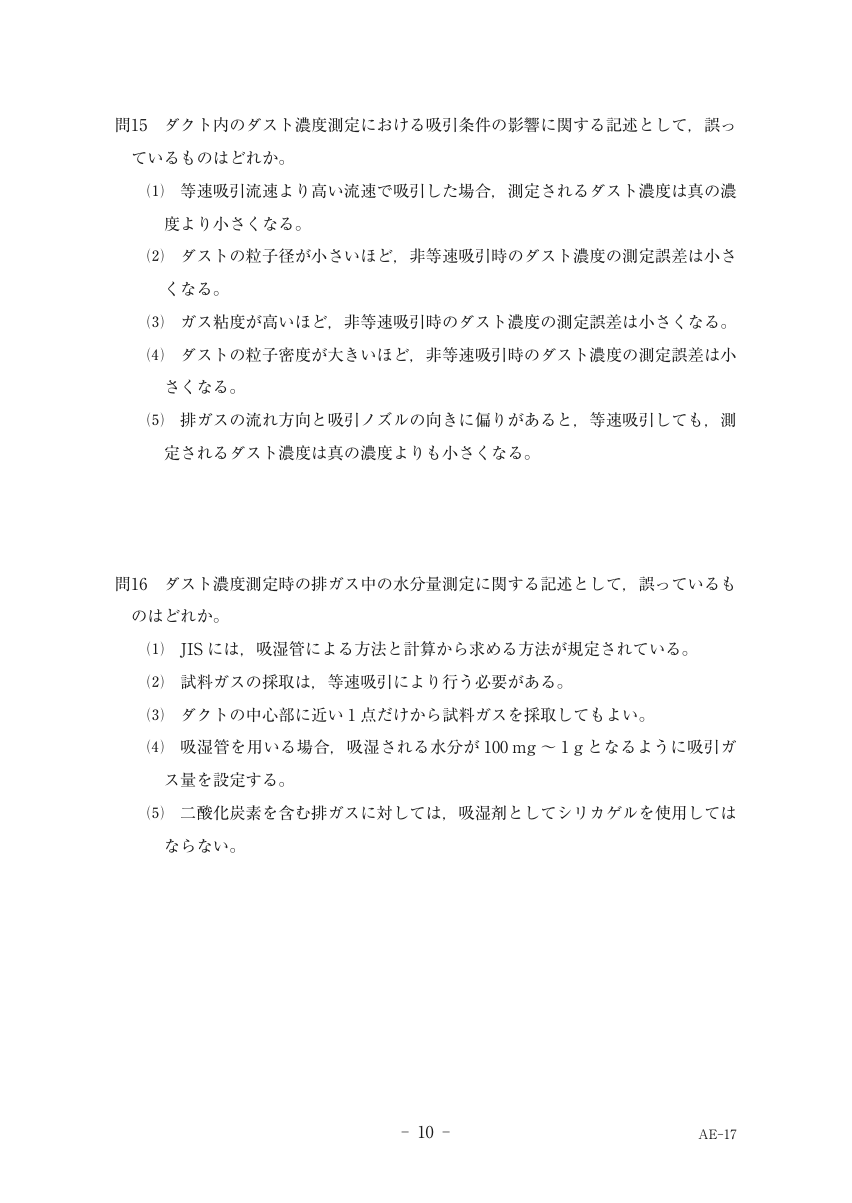 問15　ダクト内のダスト濃度測定における吸引条件の影響に関する記述として，誤っ
ているものはどれか。
⑴　等速吸引流速より高い流速で吸引した場合，測定されるダスト濃度は真の濃
度より小さくなる。
⑵　ダストの粒子径が小さいほど，非等速吸引時のダスト濃度の測定誤差は小さ
くなる。
⑶　ガス粘度が高いほど，非等速吸引時のダスト濃度の測定誤差は小さくなる。
⑷　ダストの粒子密度が大きいほど，非等速吸引時のダスト濃度の測定誤差は小
さくなる。
⑸　排ガスの流れ方向と吸引ノズルの向きに偏りがあると，等速吸引しても，測
定されるダスト濃度は真の濃度よりも小さくなる。
問16　ダスト濃度測定時の排ガス中の水分量測定に関する記述として，誤っているも
のはどれか。
⑴　JIS には，吸湿管による方法と計算から求める方法が規定されている。
⑵　試料ガスの採取は，等速吸引により行う必要がある。
⑶　ダクトの中心部に近い 1 点だけから試料ガスを採取してもよい。
⑷　吸湿管を用いる場合，吸湿される水分が 100 mg ～ 1 g となるように吸引ガ
ス量を設定する。
⑸　二酸化炭素を含む排ガスに対しては，吸湿剤としてシリカゲルを使用しては
ならない。
- 10 -
AE-17